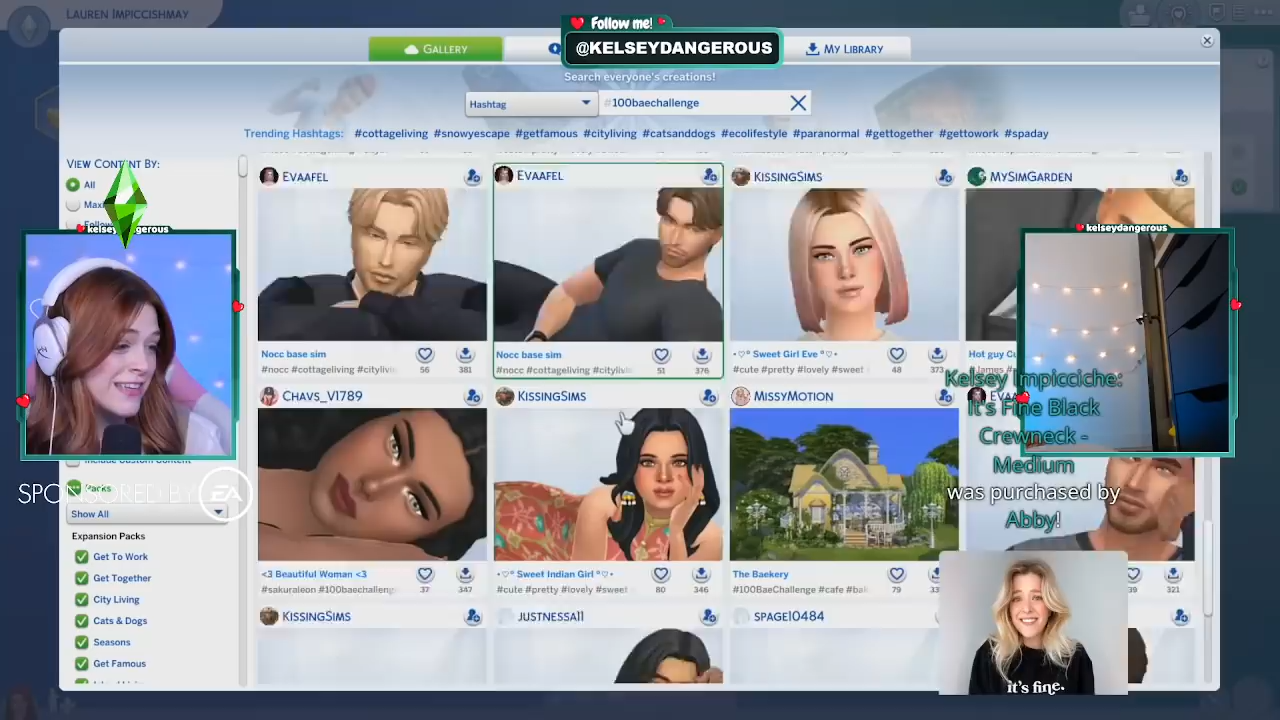 LAUREN IMPICCISHMAY
Follow me!
@KELSEYDANGEROUS
GALLERY
MY LIBRARY
Search everyone's creations!
Hashtag
#100baechallenge
Trending Hashtags: #cottageliving #snowyescape #getfamous #cityliving #catsanddogs #ecolifestyle #paranormal #gettogether #gettowork #spaday
VIEW CONTENT BY:
All
kelseydangerous
SPONSORED BY EA
Packs
Show All
Expansion Packs
Get To Work
Get Together
City Living
Cats & Dogs
Seasons
Get Famous
EVAAFEL
EVAAFEL
KISSINGSIMS
MYSIMGARDEN
Nocc base sim
56
381
#nocc #cottageliving
Nocc base sim
51
376
#nocc #cottageliving
•♡° Sweet Girl Eve °♡•
48
373
#cute #pretty #lovely #sweet
Hot guy
CHAVS_V1789
KISSINGSIMS
MISSYMOTION
<3 Beautiful Woman <3
37
347
#sakuraleon #100baechallenge
•♡° Sweet Indian Girl °♡•
80
346
#cute #pretty #lovely #sweet
The Baekery
79
#100BaeChallenge #cafe
39
321
KISSINGSIMS
JUSTNESSA11
SPAGE10484
kelseydangerous
Kelsey Impicciche:
It's Fine Black
Crewneck -
Medium
was purchased by
Abby!
it's fine.